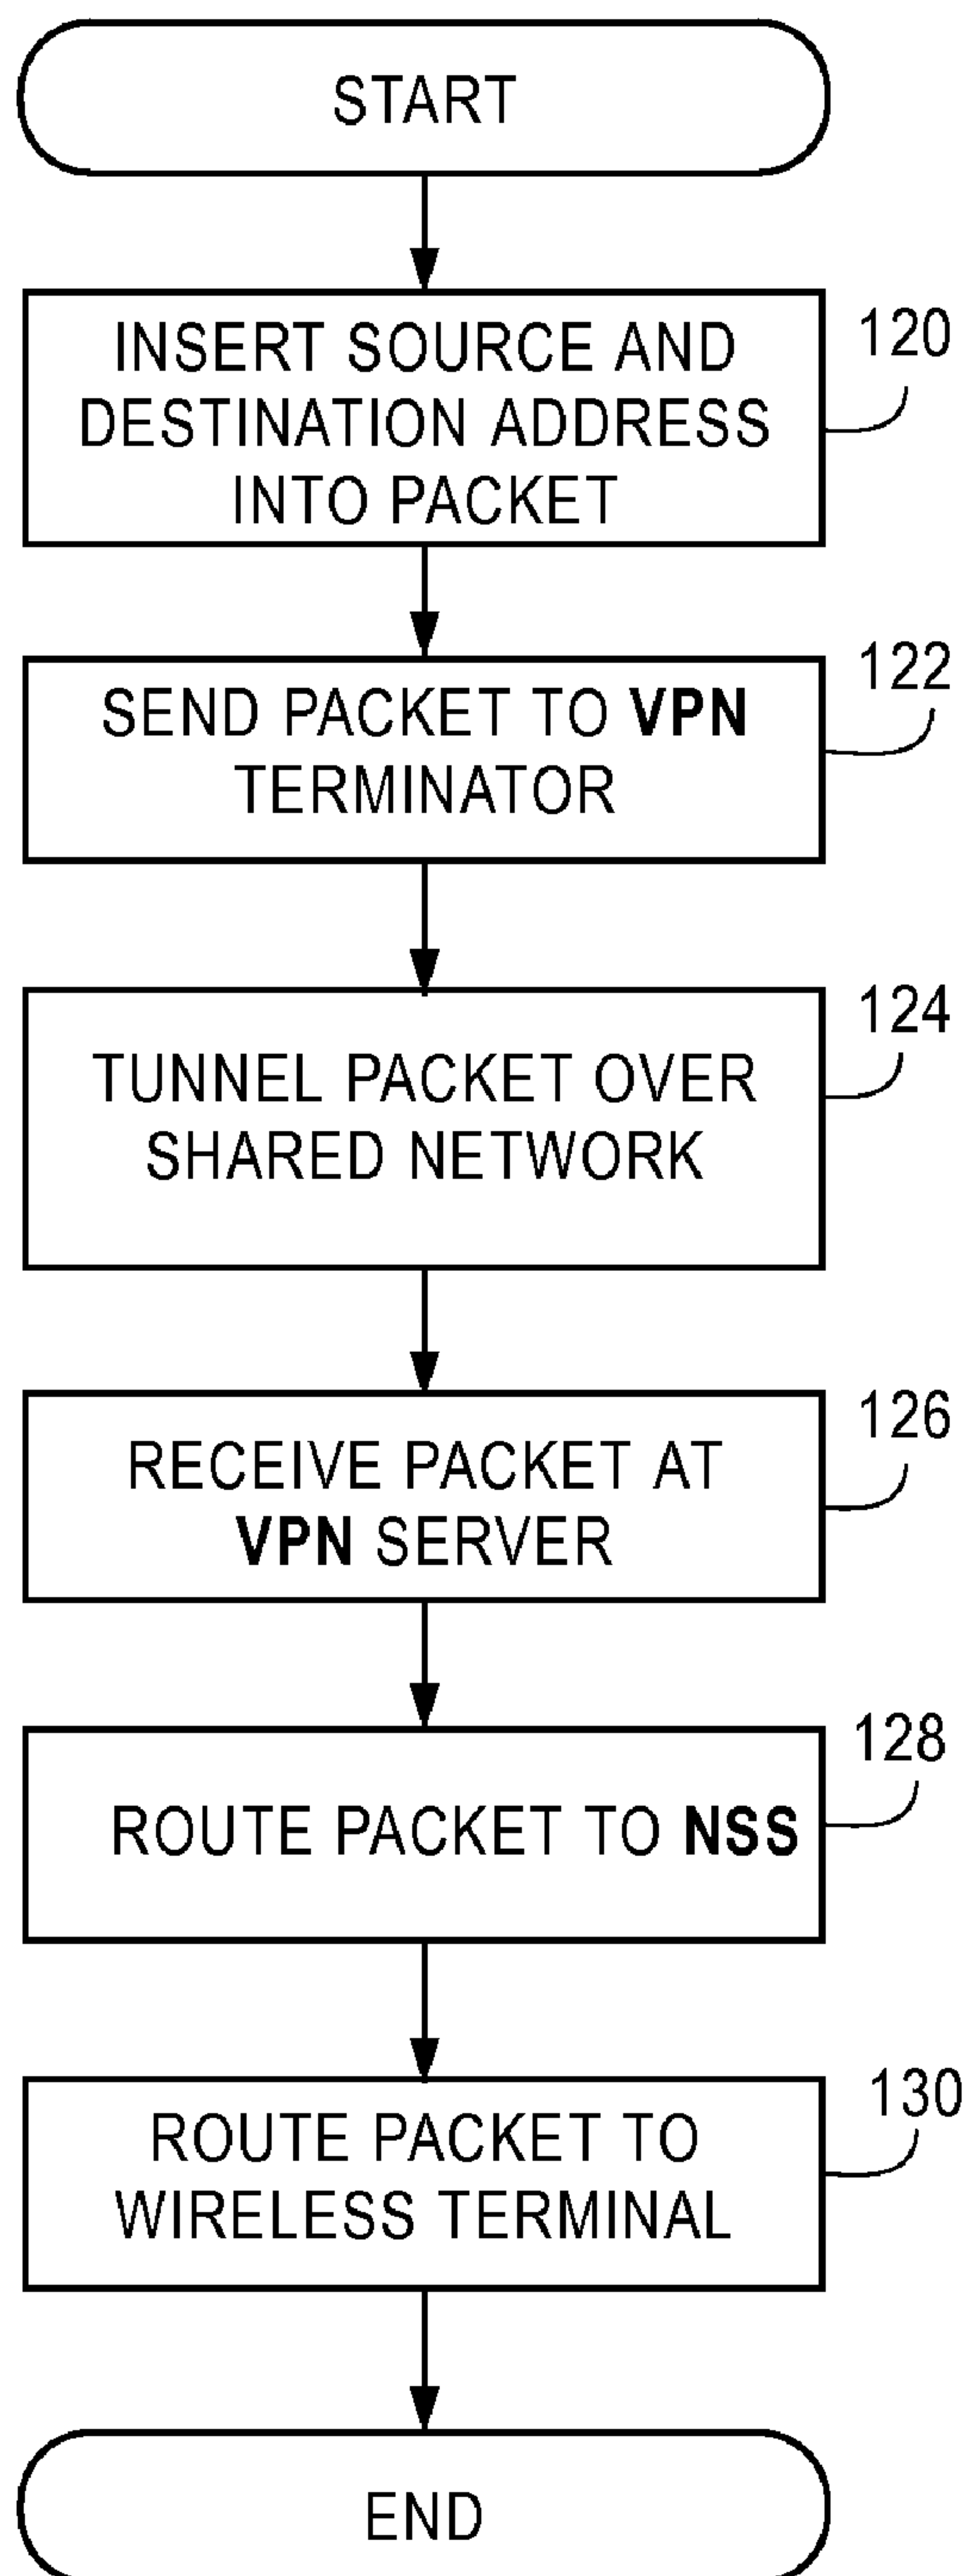 START
INSERT SOURCE AND
DESTINATION ADDRESS
INTO PACKET
120
SEND PACKET TO VPN
TERMINATOR
122
TUNNEL PACKET OVER
SHARED NETWORK
124
RECEIVE PACKET AT
VPN SERVER
126
ROUTE PACKET TO NSS
128
ROUTE PACKET TO
WIRELESS TERMINAL
130
END